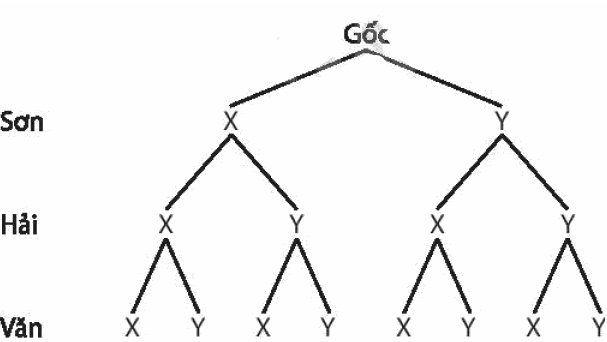 Gốc
Sơn X Y
Hải X Y X Y
Văn X Y X Y X Y X Y